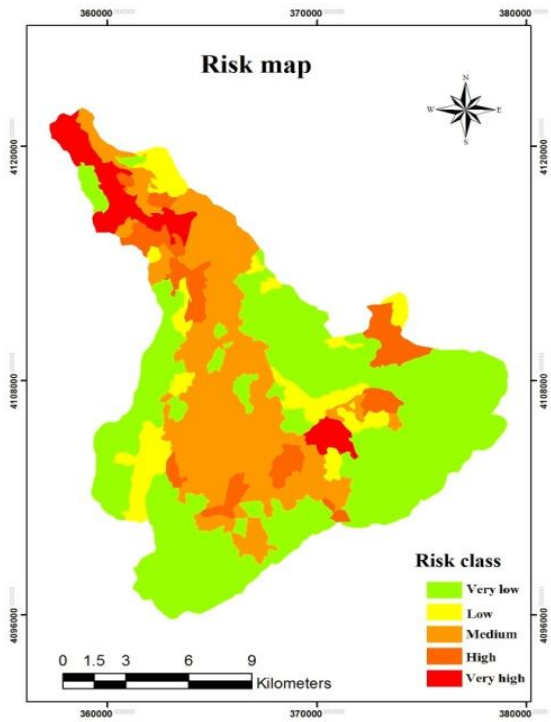 360000 370000 380000
Risk map
N
W E
S
4120000 4120000
4108000 4108000
4096000 4096000
Risk class
Very low
Low
Medium
High
Very high
0 1.5 3 6 9
Kilometers
360000 370000 380000